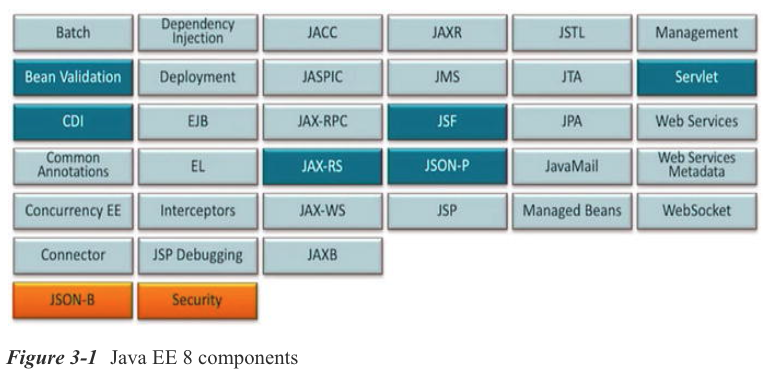 Batch
Dependency
Injection
JACC
JAXR
JSTL
Management
Bean Validation
Deployment
JASPIC
JMS
JTA
Servlet
CDI
EJB
JAX-RPC
JSF
JPA
Web Services
Common
Annotations
EL
JAX-RS
JSON-P
JavaMail
Web Services
Metadata
Concurrency EE
Interceptors
JAX-WS
JSP
Managed Beans
WebSocket
Connector
JSP Debugging
JAXB
JSON-B
Security
Figure 3-1 Java EE 8 components